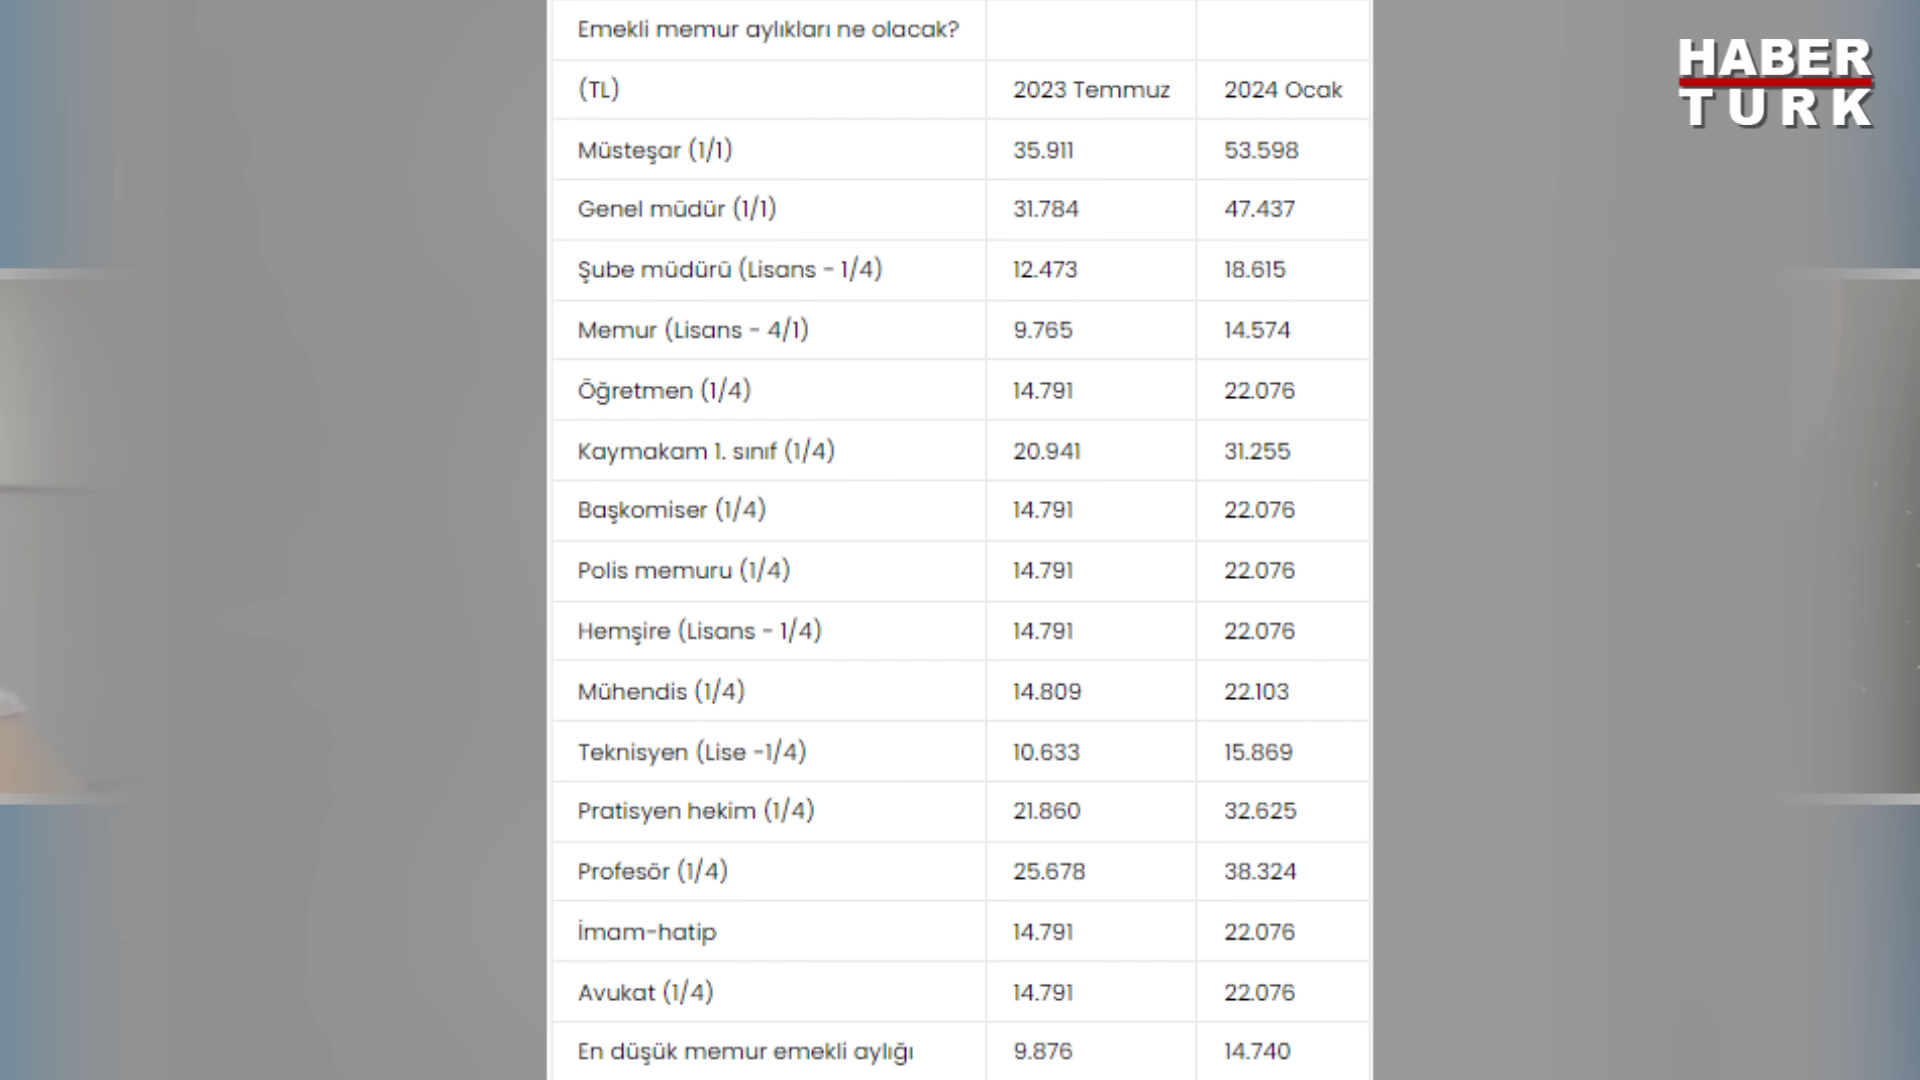 Emekli memur aylıkları ne olacak?
(TL) 2023 Temmuz 2024 Ocak
Müsteşar (1/1) 35.911 53.598
Genel müdür (1/1) 31.784 47.437
Şube müdürü (Lisans - 1/4) 12.473 18.615
Memur (Lisans - 4/1) 9.765 14.574
Öğretmen (1/4) 14.791 22.076
Kaymakam 1. sınıf (1/4) 20.941 31.255
Başkomiser (1/4) 14.791 22.076
Polis memuru (1/4) 14.791 22.076
Hemşire (Lisans - 1/4) 14.791 22.076
Mühendis (1/4) 14.809 22.103
Teknisyen (Lise -1/4) 10.633 15.869
Pratisyen hekim (1/4) 21.860 32.625
Profesör (1/4) 25.678 38.324
İmam-hatip 14.791 22.076
Avukat (1/4) 14.791 22.076
En düşük memur emekli aylığı 9.876 14.740
HABER
TURK